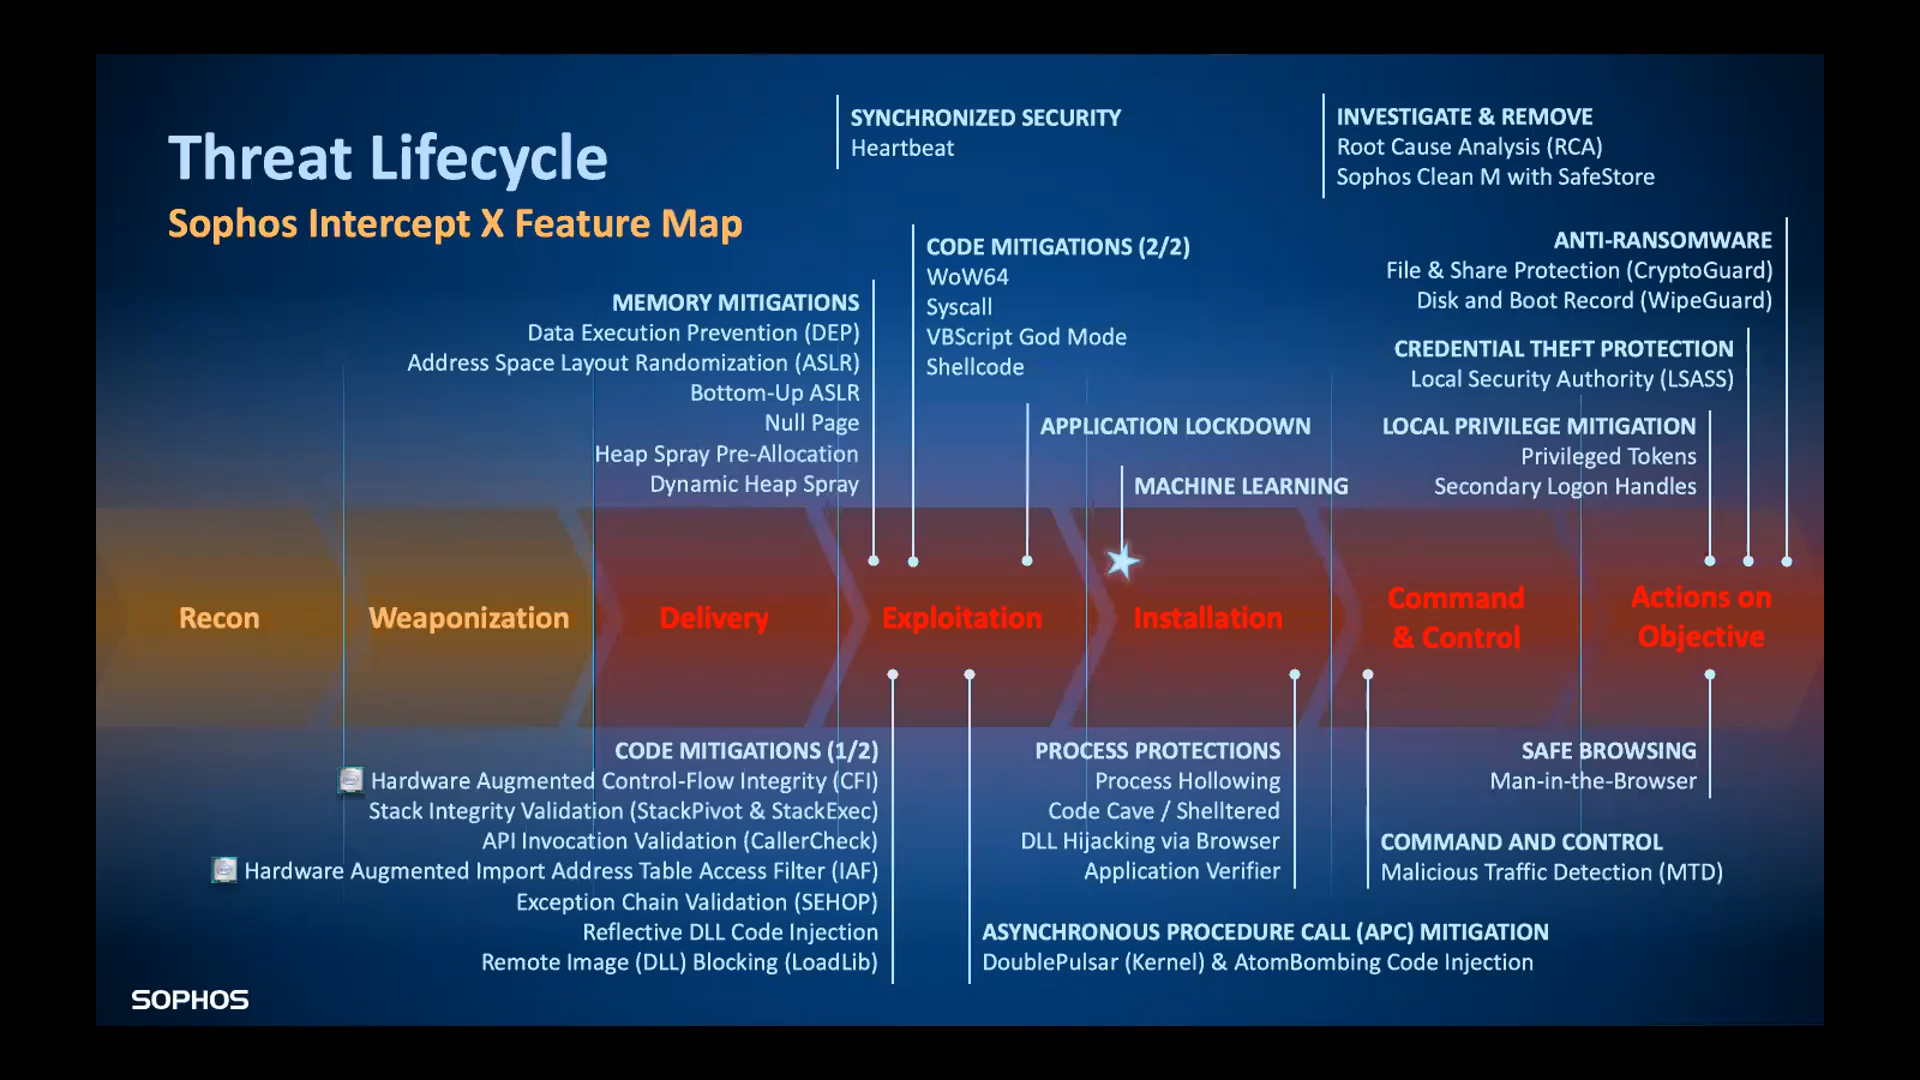 Threat Lifecycle
Sophos Intercept X Feature Map
SYNCHRONIZED SECURITY
Heartbeat
INVESTIGATE & REMOVE
Root Cause Analysis (RCA)
Sophos Clean M with SafeStore
MEMORY MITIGATIONS
Data Execution Prevention (DEP)
Address Space Layout Randomization (ASLR)
Bottom-Up ASLR
Null Page
Heap Spray Pre-Allocation
Dynamic Heap Spray
CODE MITIGATIONS (2/2)
WoW64
Syscall
VBScript God Mode
Shellcode
APPLICATION LOCKDOWN
MACHINE LEARNING
ANTI-RANSOMWARE
File & Share Protection (CryptoGuard)
Disk and Boot Record (WipeGuard)
CREDENTIAL THEFT PROTECTION
Local Security Authority (LSASS)
LOCAL PRIVILEGE MITIGATION
Privileged Tokens
Secondary Logon Handles
Recon
Weaponization
Delivery
Exploitation
Installation
Command
& Control
Actions on
Objective
CODE MITIGATIONS (1/2)
Hardware Augmented Control-Flow Integrity (CFI)
Stack Integrity Validation (StackPivot & StackExec)
API Invocation Validation (CallerCheck)
Hardware Augmented Import Address Table Access Filter (IAF)
Exception Chain Validation (SEHOP)
Reflective DLL Code Injection
Remote Image (DLL) Blocking (LoadLib)
PROCESS PROTECTIONS
Process Hollowing
Code Cave / Shelltered
DLL Hijacking via Browser
Application Verifier
SAFE BROWSING
Man-in-the-Browser
COMMAND AND CONTROL
Malicious Traffic Detection (MTD)
ASYNCHRONOUS PROCEDURE CALL (APC) MITIGATION
DoublePulsar (Kernel) & AtomBombing Code Injection
SOPHOS